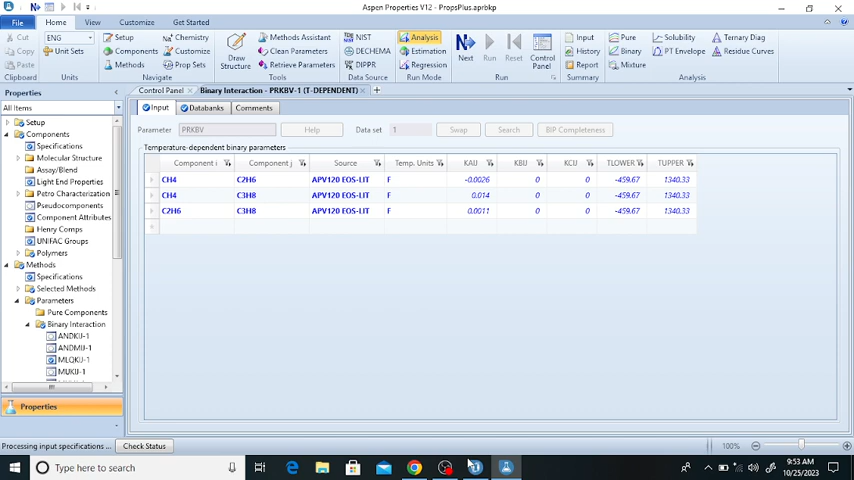 Aspen Properties V12 - PropsPlus.aprbkp
File Home View Customize Get Started
Cut ENG Setup Chemistry Methods Assistant NIST Analysis Input Pure Solubility Ternary Diag
Copy Unit Sets Components Customize Clean Parameters DECHEMA Estimation History Binary PT Envelope Residue Curves
Paste Methods Prop Sets Draw Structure Retrieve Parameters DIPPR Regression Next Run Reset Control Panel Report Mixture
Clipboard Units Navigate Tools Data Source Run Mode Run Summary Analysis
Properties
All Items
Setup
Components
Specifications
Molecular Structure
Assay/Blend
Light End Properties
Petro Characterization
Pseudocomponents
Component Attributes
Henry Comps
UNIFAC Groups
Polymers
Methods
Specifications
Selected Methods
Parameters
Pure Components
Binary Interaction
ANDKIJ-1
ANDMIJ-1
MLQKIJ-1
MUKIJ-1
Properties
Control Panel Binary Interaction - PRKBV-1 (T-DEPENDENT)
Input Databanks Comments
Parameter PRKBV Help Data set 1 Swap Search BIP Completeness
Temperature-dependent binary parameters
Component i Component j Source Temp. Units KAIJ KBIJ KCIJ TLOWER TUPPER
CH4 C2H6 APV120 EOS-LIT F -0.0026 0 0 -459.67 1340.33
CH4 C3H8 APV120 EOS-LIT F 0.014 0 0 -459.67 1340.33
C2H6 C3H8 APV120 EOS-LIT F 0.0011 0 0 -459.67 1340.33
Processing input specifications ... Check Status 100%
Type here to search
9:53 AM
10/25/2023